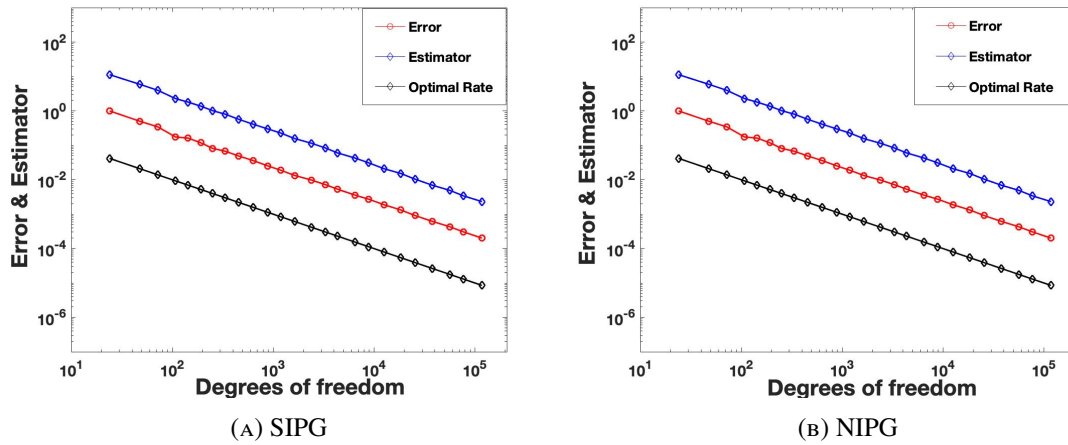 Error & Estimator
10^2
10^0
10^-2
10^-4
10^-6
Error
Estimator
Optimal Rate
10^1
10^2
10^3
10^4
10^5
Degrees of freedom
(A) SIPG
Error & Estimator
10^2
10^0
10^-2
10^-4
10^-6
Error
Estimator
Optimal Rate
10^1
10^2
10^3
10^4
10^5
Degrees of freedom
(B) NIPG